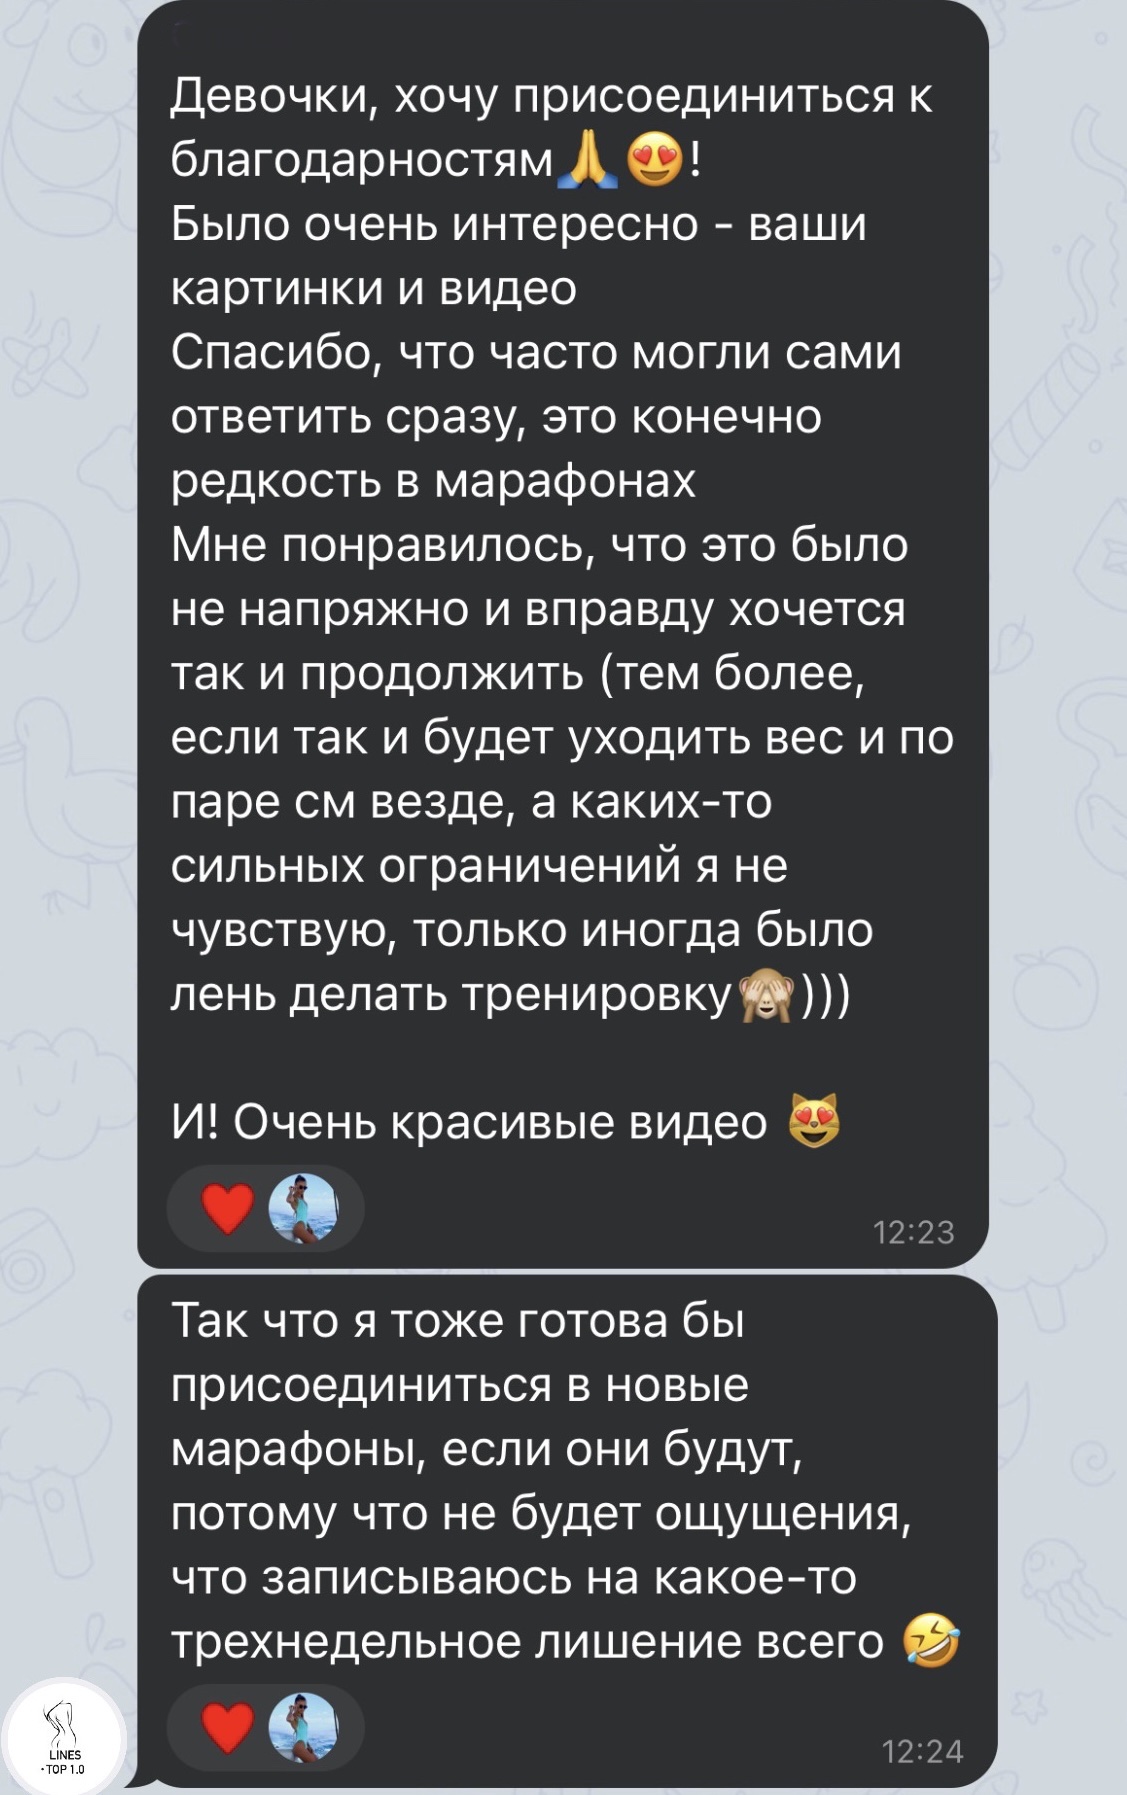 Девочки, хочу присоединиться к
благодарностям🙏😍!
Было очень интересно - ваши
картинки и видео
Спасибо, что часто могли сами
ответить сразу, это конечно
редкость в марафонах
Мне понравилось, что это было
не напряжно и вправду хочется
так и продолжить (тем более,
если так и будет уходить вес и по
паре см везде, а каких-то
сильных ограничений я не
чувствую, только иногда было
лень делать тренировку🙈)))
И! Очень красивые видео 😻
12:23
Так что я тоже готова бы
присоединиться в новые
марафоны, если они будут,
потому что не будет ощущения,
что записываюсь на какое-то
трехнедельное лишение всего 🤣
12:24
LINES
•TOP 1.0